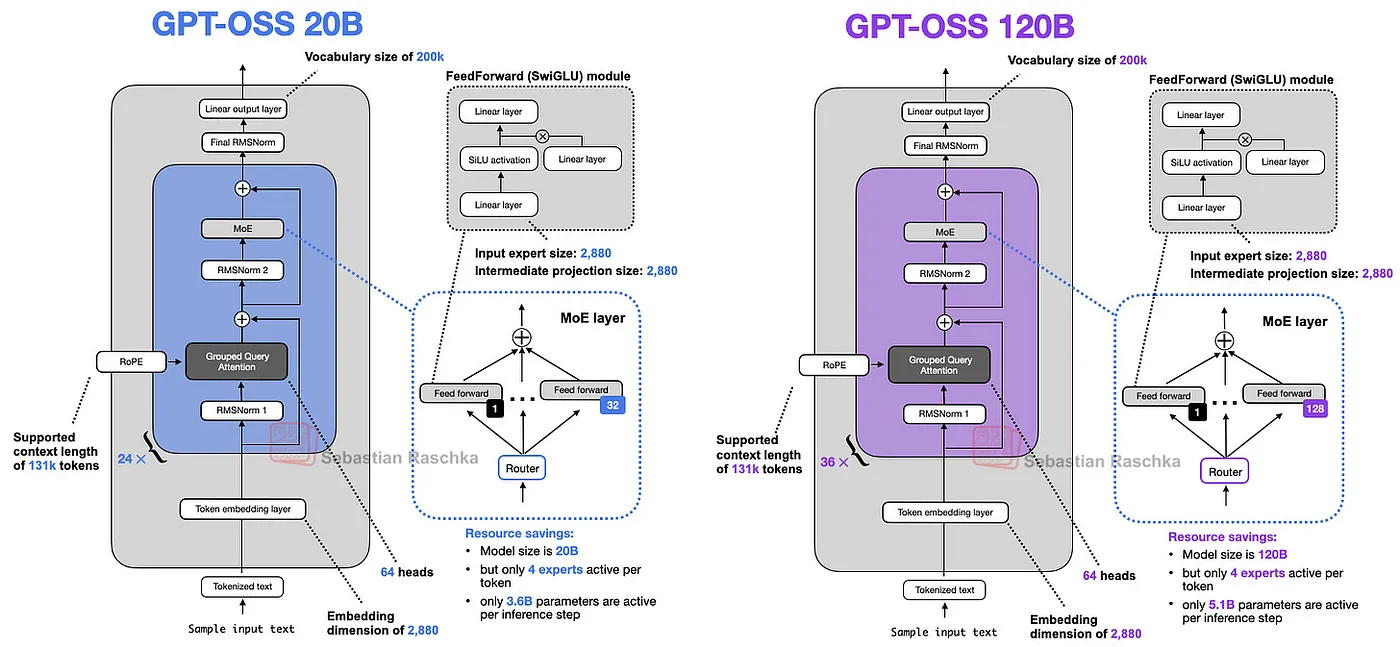 GPT-OSS 20B
Vocabulary size of 200k
FeedForward (SwiGLU) module
Linear output layer
Linear layer
Final RMSNorm
SiLU activation
Linear layer
Linear layer
MoE
Input expert size: 2,880
RMSNorm 2
Intermediate projection size: 2,880
MoE layer
RoPE
Grouped Query
Attention
Feed forward
1
Feed forward
32
RMSNorm 1
Supported
context length
of 131k tokens
24 ×
Sebastian Raschka
Router
Token embedding layer
Resource savings:
• Model size is 20B
• but only 4 experts active per
token
• only 3.6B parameters are active
per inference step
64 heads
Tokenized text
Embedding
dimension of 2,880
Sample input text
GPT-OSS 120B
Vocabulary size of 200k
FeedForward (SwiGLU) module
Linear output layer
Linear layer
Final RMSNorm
SiLU activation
Linear layer
Linear layer
MoE
Input expert size: 2,880
RMSNorm 2
Intermediate projection size: 2,880
MoE layer
RoPE
Grouped Query
Attention
Feed forward
1
Feed forward
128
RMSNorm 1
Supported
context length
of 131k tokens
36 ×
Sebastian Raschka
Router
Token embedding layer
Resource savings:
• Model size is 120B
• but only 4 experts active per
token
• only 5.1B parameters are active
per inference step
64 heads
Tokenized text
Embedding
dimension of 2,880
Sample input text